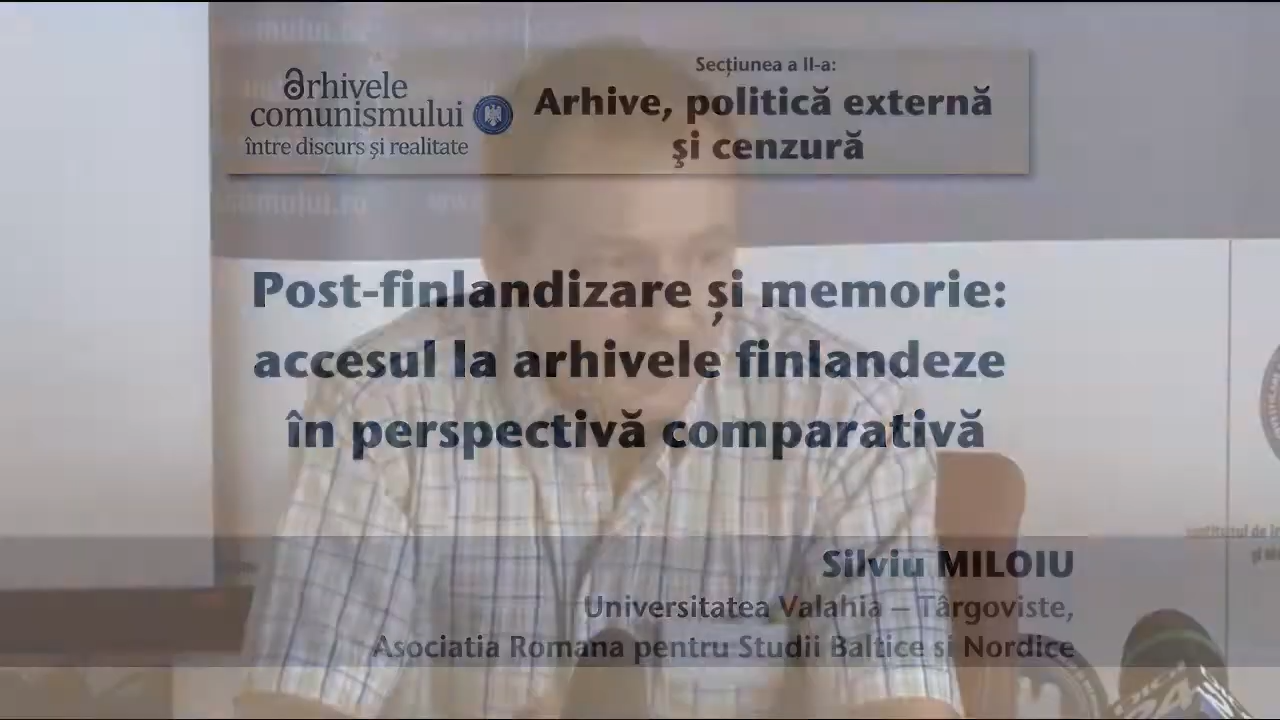 Secțiunea a II-a:
arhivele
comunismului
între discurs și realitate
Arhive, politică externă
şi cenzură
Post-finlandizare și memorie:
accesul la arhivele finlandeze
în perspectivă comparativă
Silviu MILOIU
Universitatea Valahia – Târgoviste,
Asociatia Romana pentru Studii Baltice si Nordice
24